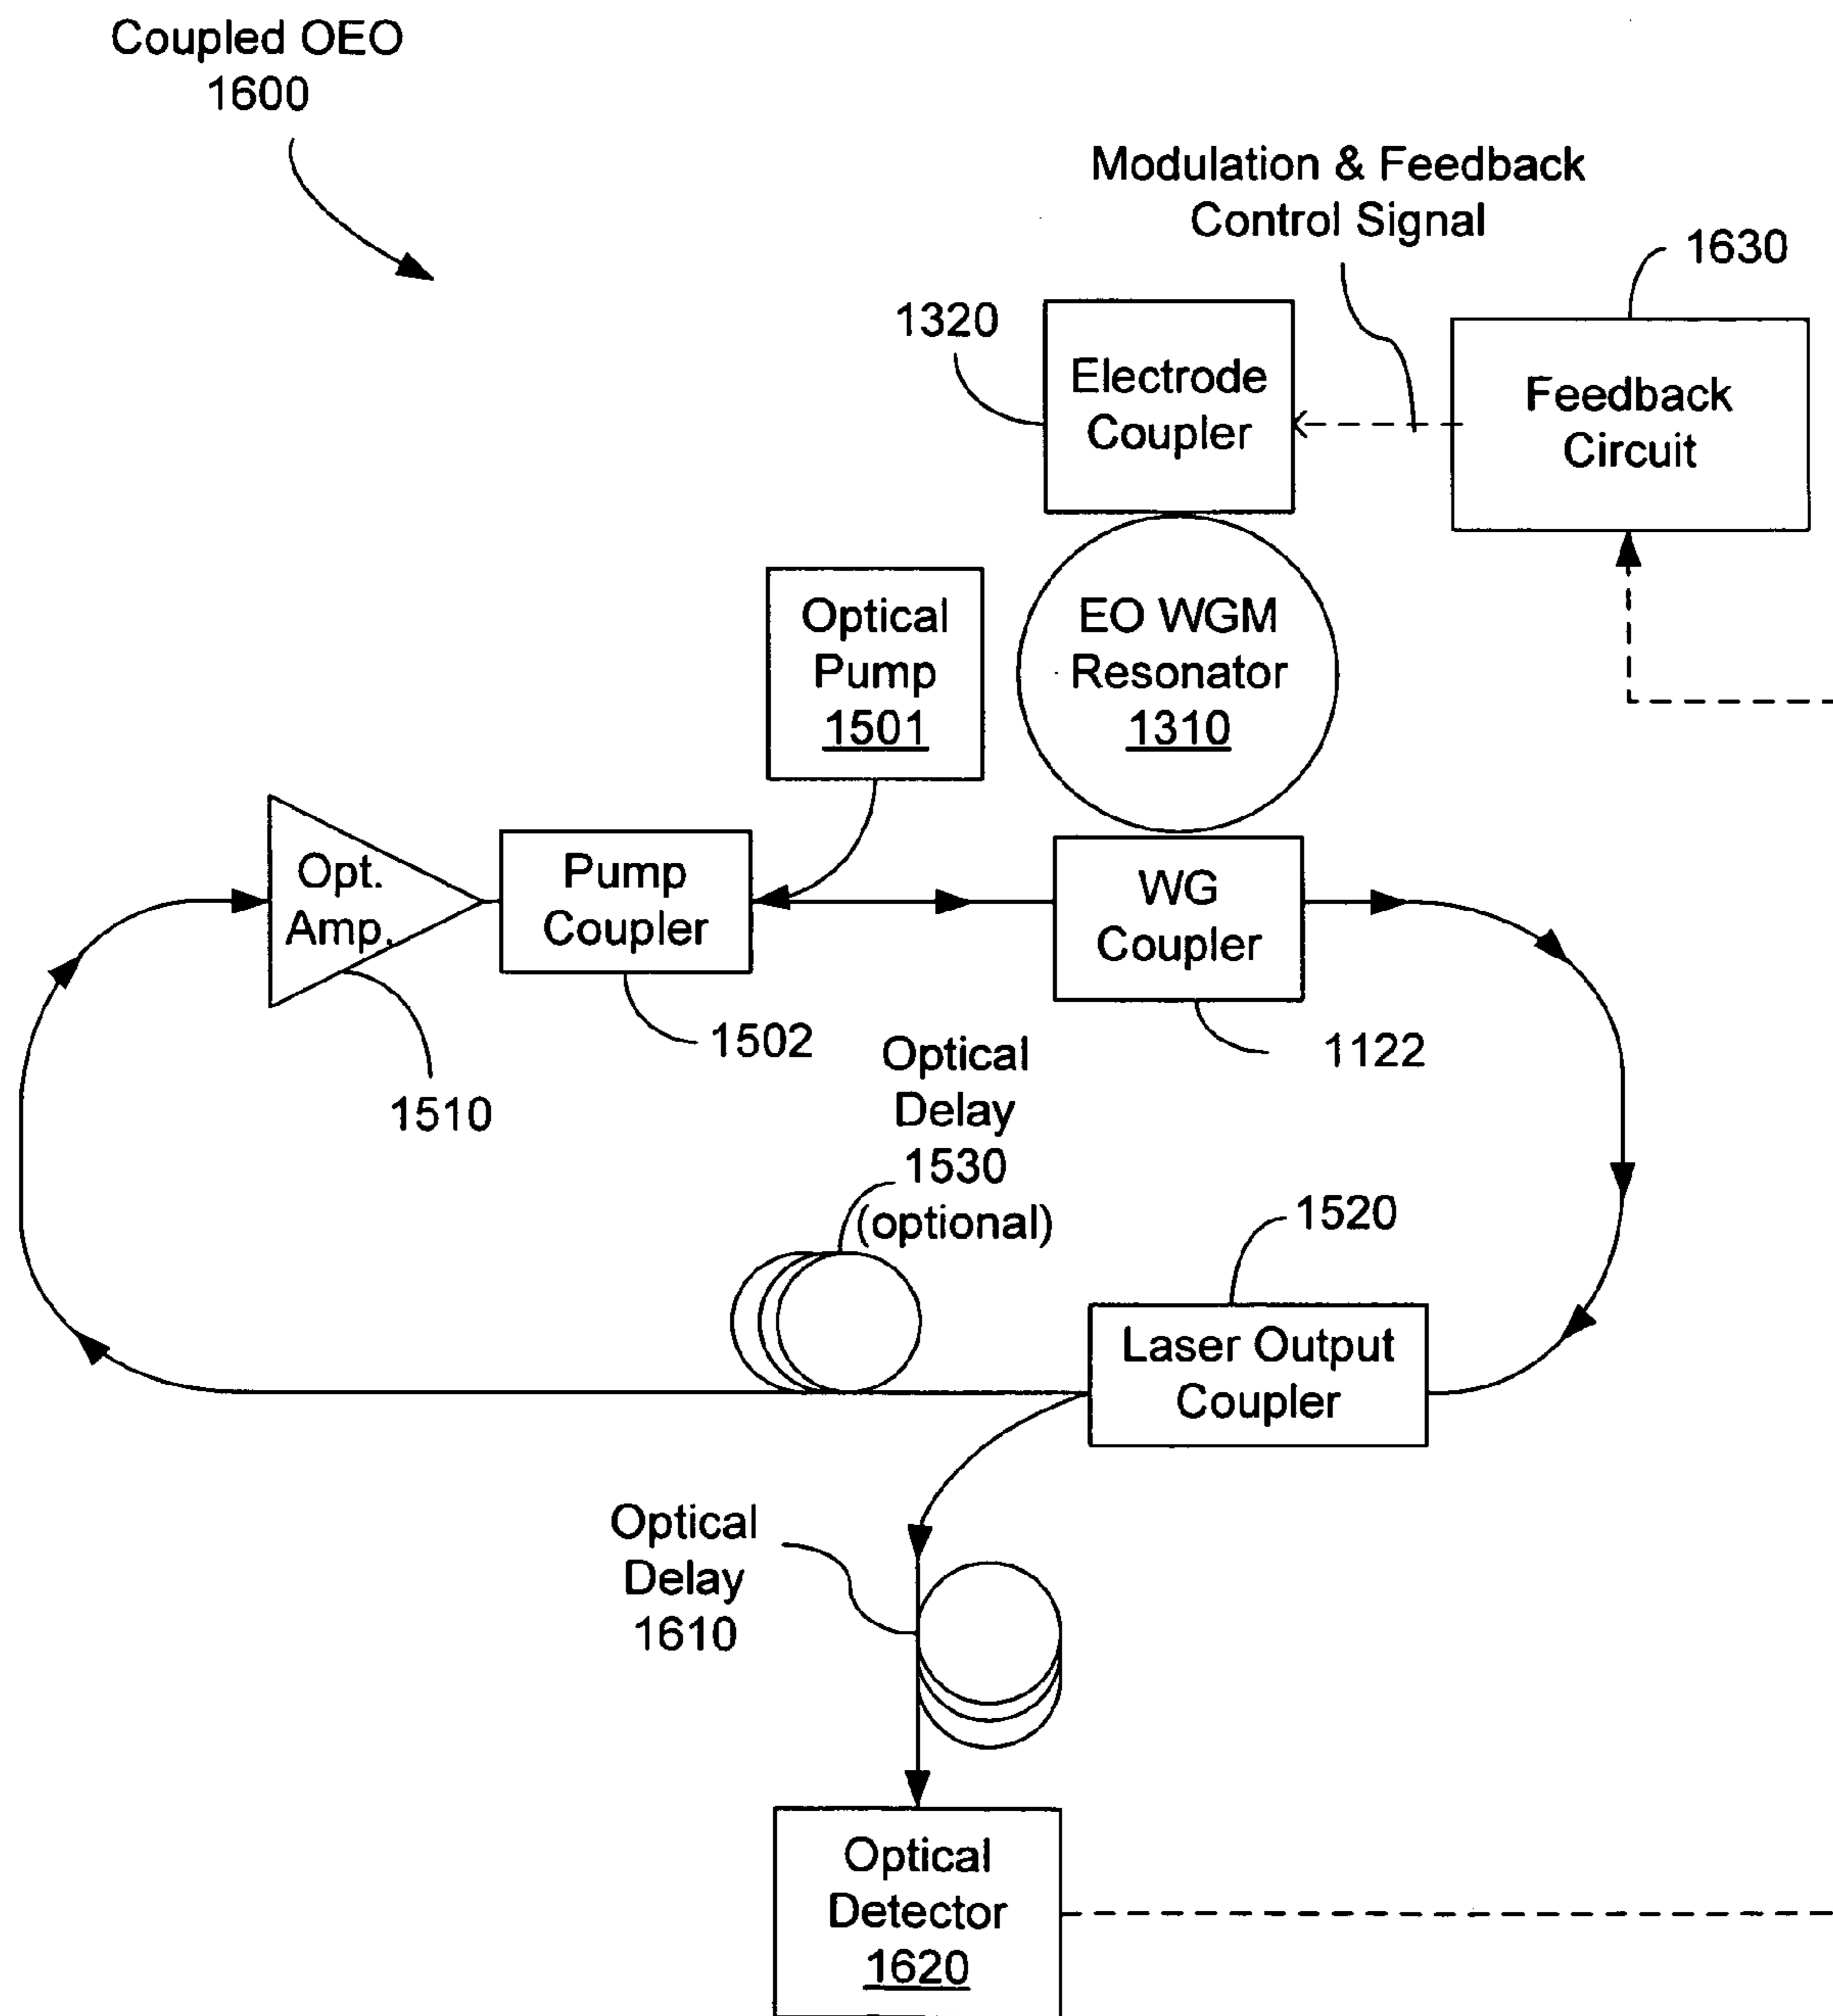 Coupled OEO
1600
Modulation & Feedback
Control Signal
1630
1320
Electrode
Coupler
Feedback
Circuit
Optical
Pump
1501
EO WGM
Resonator
1310
Opt.
Amp.
Pump
Coupler
WG
Coupler
1502
1122
1510
Optical
Delay
1530
(optional)
1520
Laser Output
Coupler
Optical
Delay
1610
Optical
Detector
1620